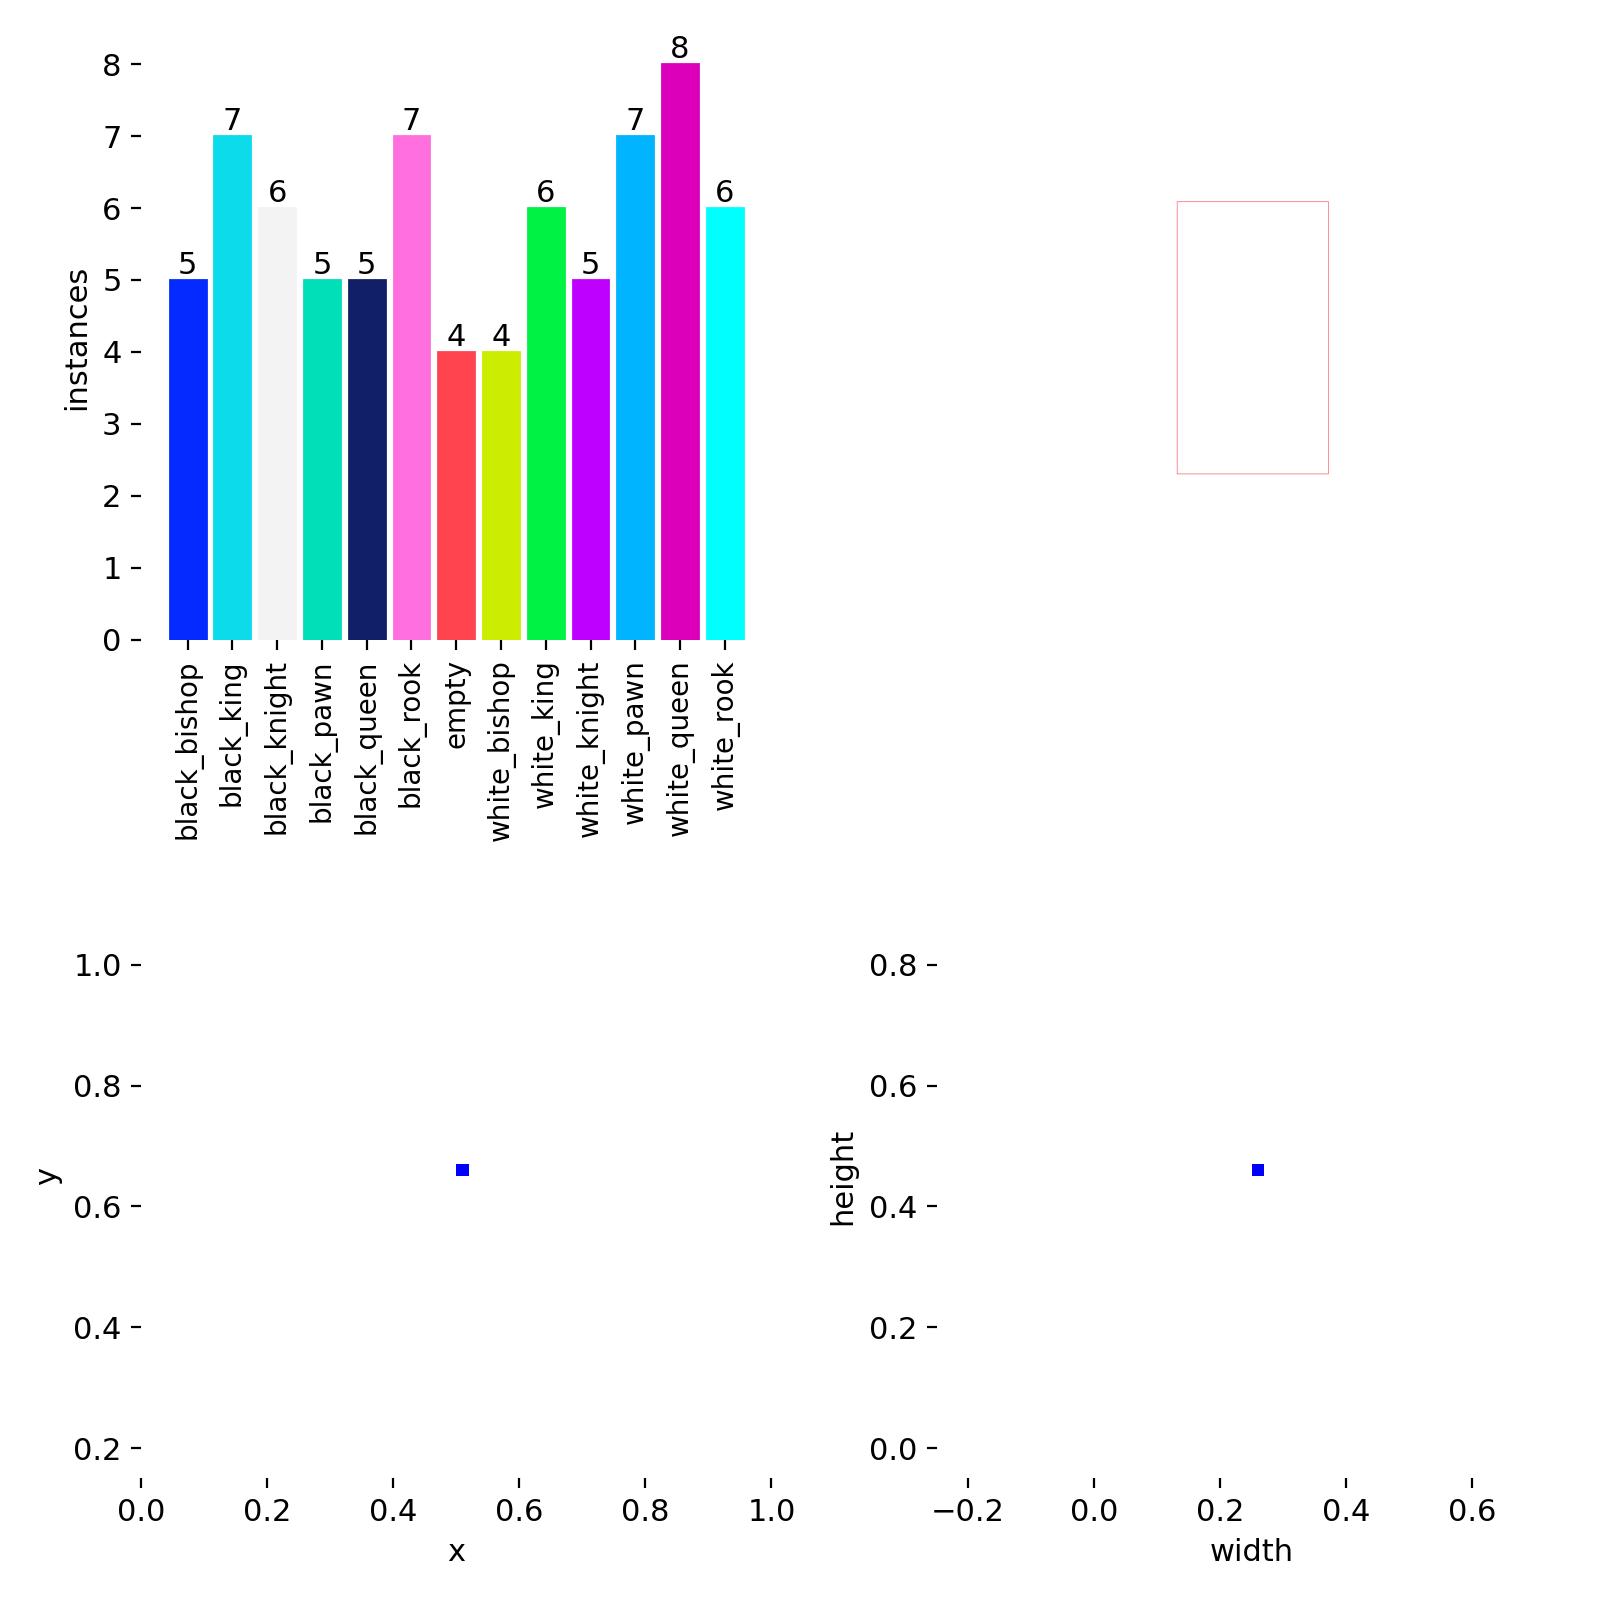 instances
8
7
6
5
4
3
2
1
0
5
7
6
5
5
7
4
4
6
5
7
8
6
black_bishop
black_king
black_knight
black_pawn
black_queen
black_rook
empty
white_bishop
white_king
white_knight
white_pawn
white_queen
white_rook
y
1.0
0.8
0.6
0.4
0.2
0.0 0.2 0.4 0.6 0.8 1.0
x
height
0.8
0.6
0.4
0.2
0.0
−0.2 0.0 0.2 0.4 0.6
width